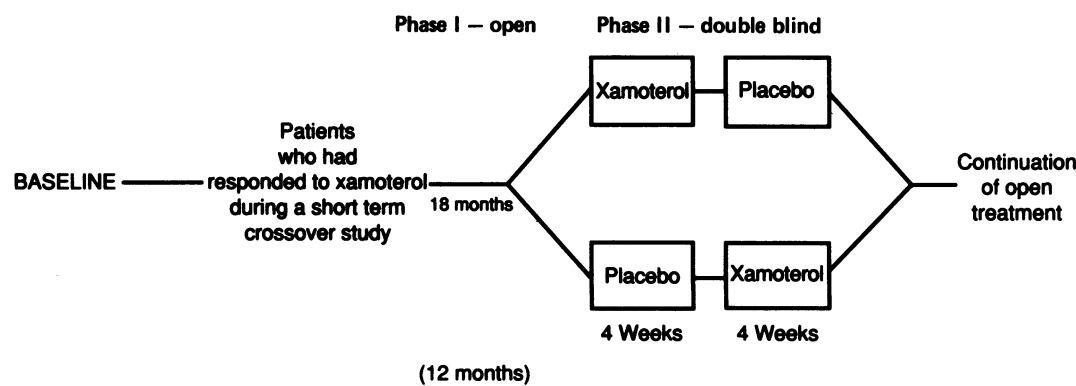 Phase I – open
Phase II – double blind
Xamoterol
Placebo
BASELINE
Patients
who had
responded to xamoterol
during a short term
crossover study
18 months
Continuation
of open
treatment
Placebo
Xamoterol
4 Weeks
4 Weeks
(12 months)